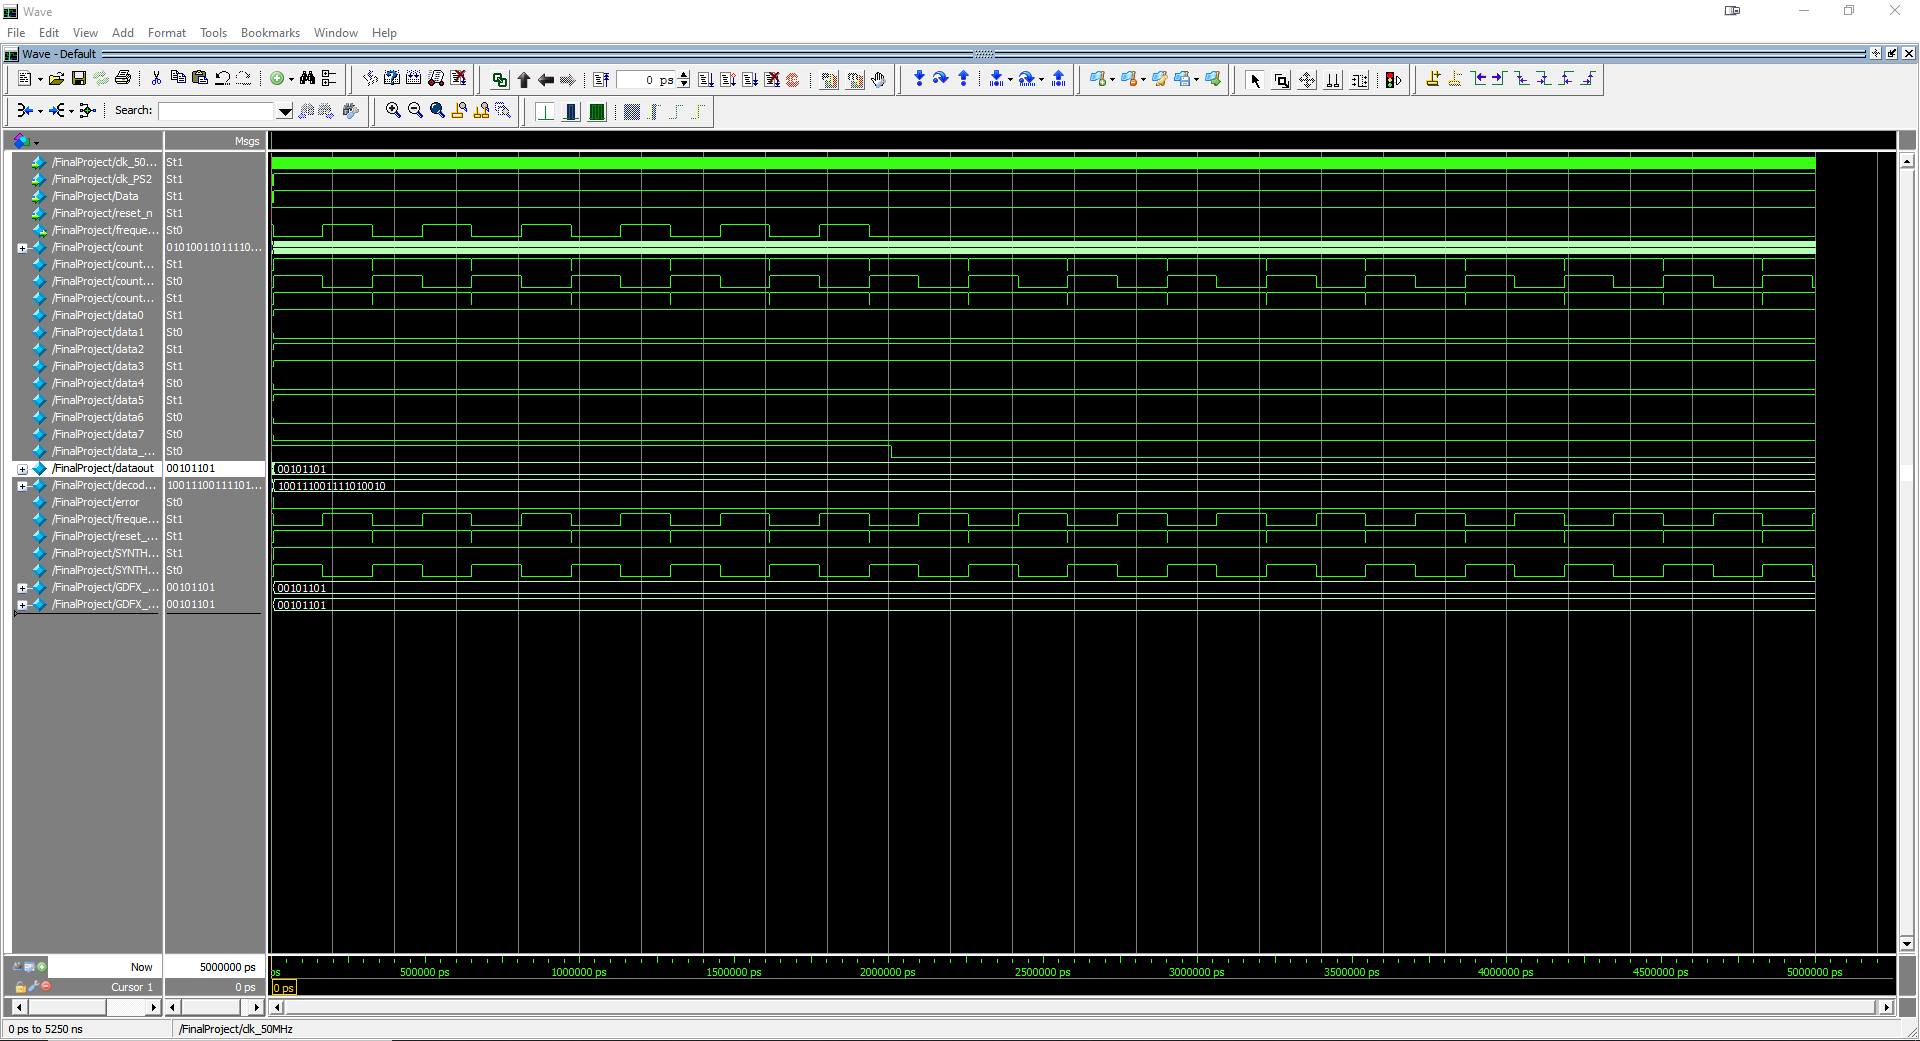 Wave
File Edit View Add Format Tools Bookmarks Window Help
Wave - Default
0 ps
Search:
Msgs
/FinalProject/clk_50... St1
/FinalProject/clk_PS2 St1
/FinalProject/Data St1
/FinalProject/reset_n St1
/FinalProject/freque... St0
/FinalProject/count 01010011011110...
/FinalProject/count... St1
/FinalProject/count... St0
/FinalProject/count... St1
/FinalProject/data0 St1
/FinalProject/data1 St0
/FinalProject/data2 St1
/FinalProject/data3 St1
/FinalProject/data4 St0
/FinalProject/data5 St1
/FinalProject/data6 St0
/FinalProject/data7 St0
/FinalProject/data_... St0
/FinalProject/dataout 00101101 00101101
/FinalProject/decod... 10011100111101... 100111001111010010
/FinalProject/error St0
/FinalProject/freque... St1
/FinalProject/reset_... St1
/FinalProject/SYNTH... St1
/FinalProject/SYNTH... St0
/FinalProject/GDFX_... 00101101 00101101
/FinalProject/GDFX_... 00101101 00101101
Now 5000000 ps ps 500000 ps 1000000 ps 1500000 ps 2000000 ps 2500000 ps 3000000 ps 3500000 ps 4000000 ps 4500000 ps 5000000 ps
Cursor 1 0 ps 0 ps
0 ps to 5250 ns /FinalProject/clk_50MHz